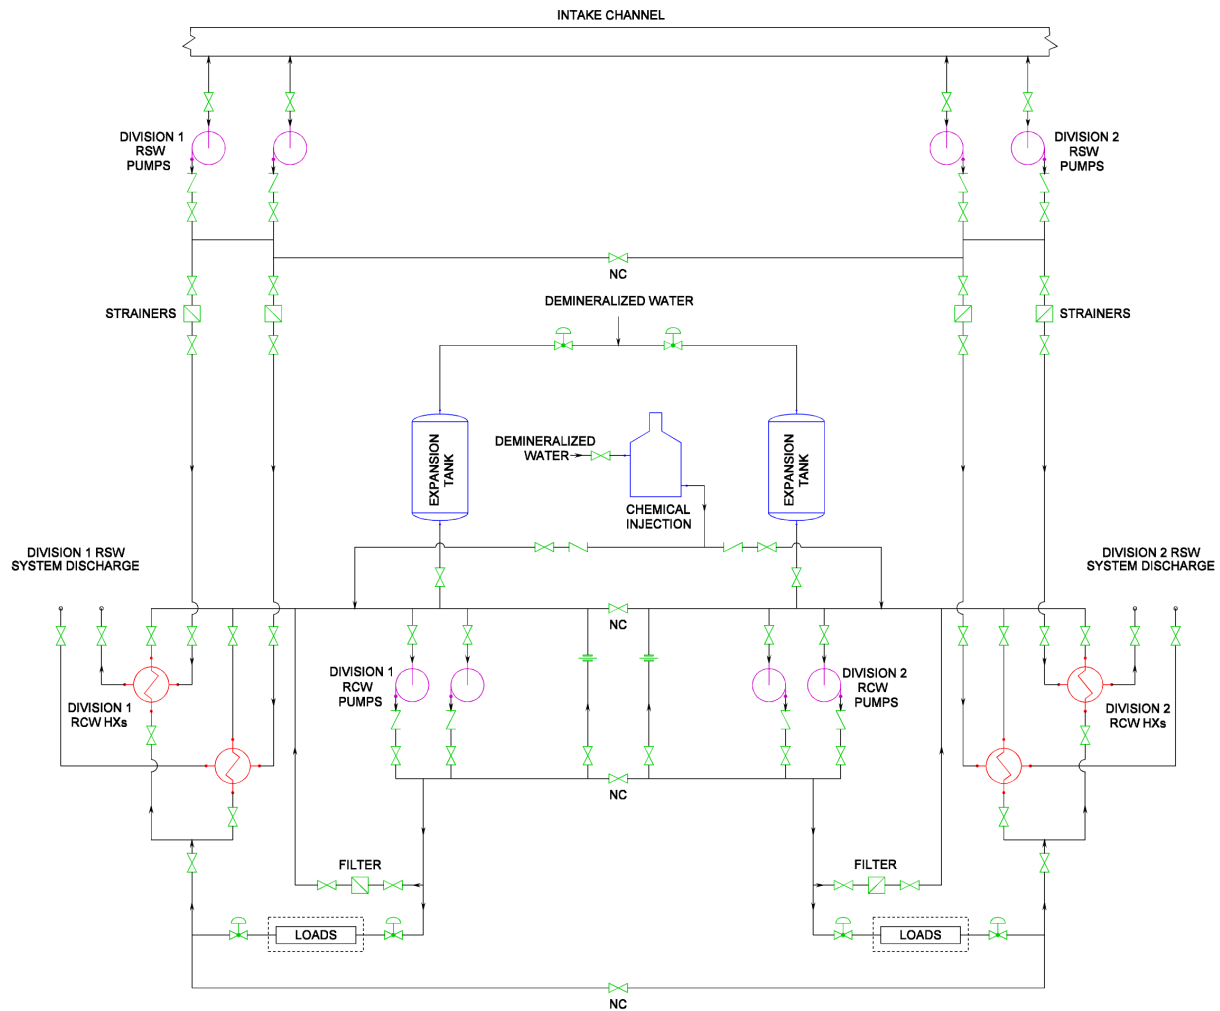 INTAKE CHANNEL
DIVISION 1
RSW
PUMPS
DIVISION 2
RSW
PUMPS
NC
DEMINERALIZED WATER
STRAINERS
STRAINERS
EXPANSION
TANK
DEMINERALIZED
WATER
CHEMICAL
INJECTION
EXPANSION
TANK
DIVISION 1 RSW
SYSTEM DISCHARGE
DIVISION 2 RSW
SYSTEM DISCHARGE
NC
DIVISION 1
RCW
PUMPS
DIVISION 2
RCW
PUMPS
DIVISION 1
RCW HXs
DIVISION 2
RCW HXs
NC
FILTER
FILTER
LOADS
LOADS
NC